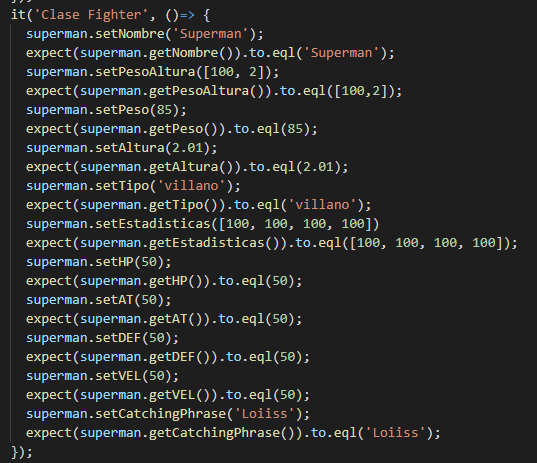 it('Clase Fighter', ()=> {
superman.setNombre('Superman');
expect(superman.getNombre()).to.eql('Superman');
superman.setPesoAltura([100, 2]);
expect(superman.getPesoAltura()).to.eql([100,2]);
superman.setPeso(85);
expect(superman.getPeso()).to.eql(85);
superman.setAltura(2.01);
expect(superman.getAltura()).to.eql(2.01);
superman.setTipo('villano');
expect(superman.getTipo()).to.eql('villano');
superman.setEstadisticas([100, 100, 100, 100])
expect(superman.getEstadisticas()).to.eql([100, 100, 100, 100]);
superman.setHP(50);
expect(superman.getHP()).to.eql(50);
superman.setAT(50);
expect(superman.getAT()).to.eql(50);
superman.setDEF(50);
expect(superman.getDEF()).to.eql(50);
superman.setVEL(50);
expect(superman.getVEL()).to.eql(50);
superman.setCatchingPhrase('Loiiss');
expect(superman.getCatchingPhrase()).to.eql('Loiiss');
});